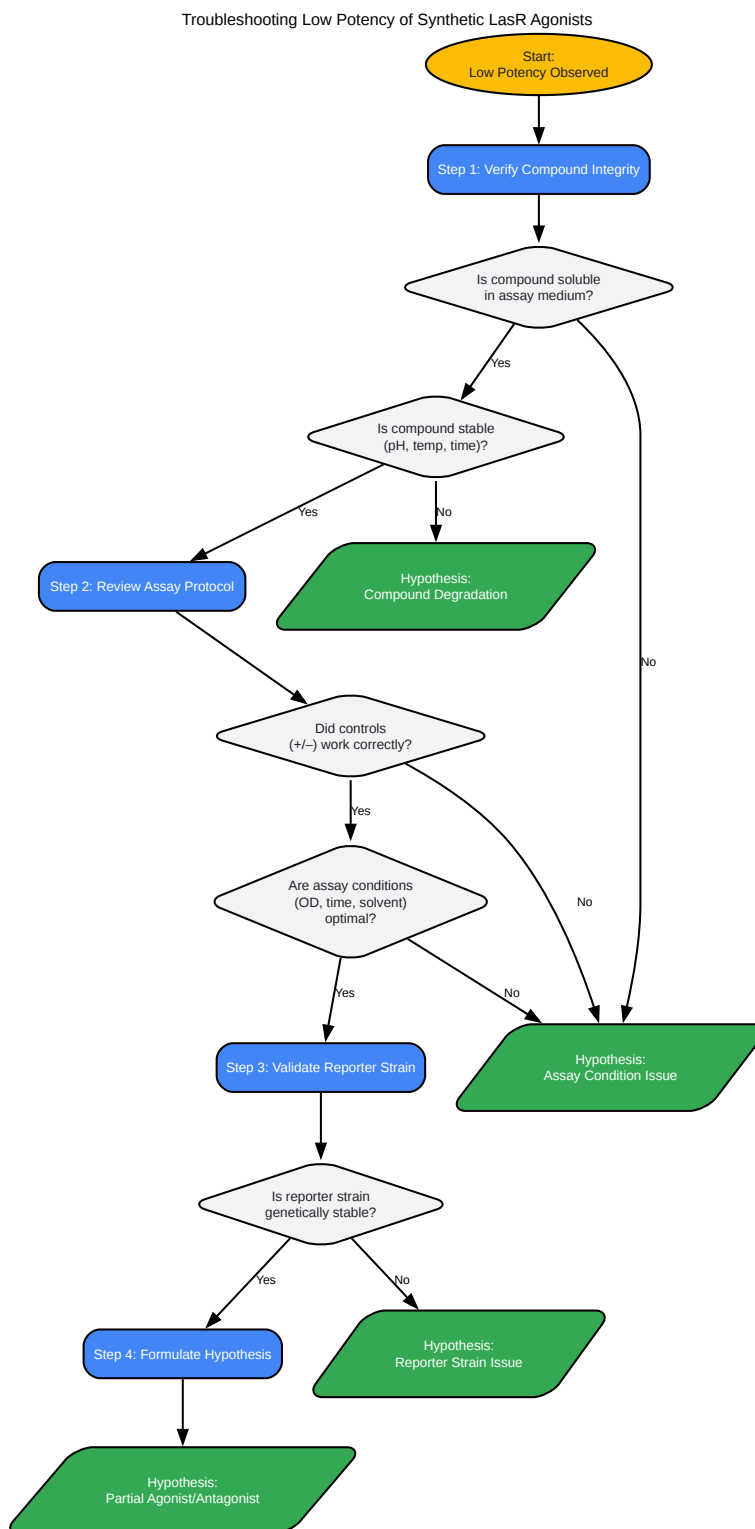 Troubleshooting Low Potency of Synthetic LasR Agonists
Start:
Low Potency Observed
Step 1: Verify Compound Integrity
Is compound soluble
in assay medium?
Yes
Is compound stable
(pH, temp, time)?
Yes
No
Step 2: Review Assay Protocol
Hypothesis:
Compound Degradation
No
Did controls
(+/−) work correctly?
Yes
Are assay conditions
(OD, time, solvent)
optimal?
No
Yes
No
Step 3: Validate Reporter Strain
Hypothesis:
Assay Condition Issue
Is reporter strain
genetically stable?
Yes
No
Step 4: Formulate Hypothesis
Hypothesis:
Reporter Strain Issue
Hypothesis:
Partial Agonist/Antagonist